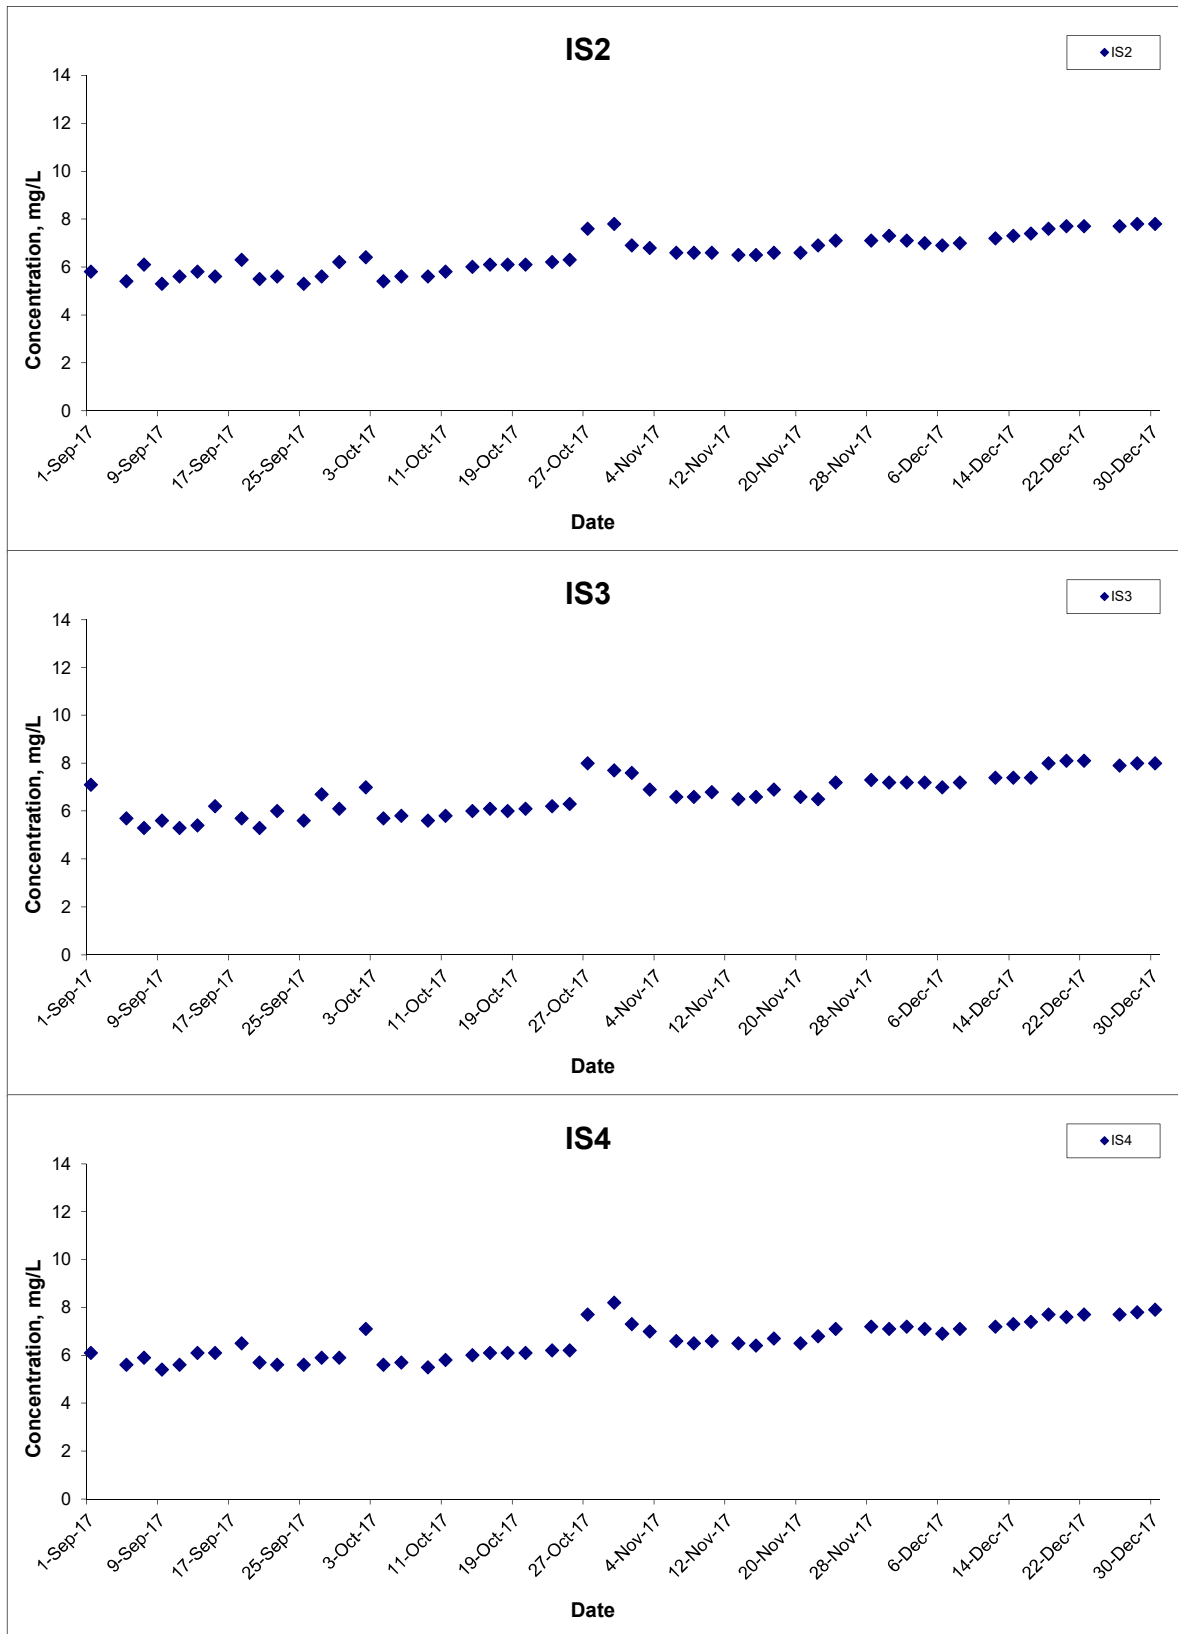 IS2
IS2
14
12
10
8
6
4
2
0
Concentration, mg/L
1-Sep-17
9-Sep-17
17-Sep-17
25-Sep-17
3-Oct-17
11-Oct-17
19-Oct-17
27-Oct-17
4-Nov-17
12-Nov-17
20-Nov-17
28-Nov-17
6-Dec-17
14-Dec-17
22-Dec-17
30-Dec-17
Date
IS3
IS3
14
12
10
8
6
4
2
0
Concentration, mg/L
1-Sep-17
9-Sep-17
17-Sep-17
25-Sep-17
3-Oct-17
11-Oct-17
19-Oct-17
27-Oct-17
4-Nov-17
12-Nov-17
20-Nov-17
28-Nov-17
6-Dec-17
14-Dec-17
22-Dec-17
30-Dec-17
Date
IS4
IS4
14
12
10
8
6
4
2
0
Concentration, mg/L
1-Sep-17
9-Sep-17
17-Sep-17
25-Sep-17
3-Oct-17
11-Oct-17
19-Oct-17
27-Oct-17
4-Nov-17
12-Nov-17
20-Nov-17
28-Nov-17
6-Dec-17
14-Dec-17
22-Dec-17
30-Dec-17
Date